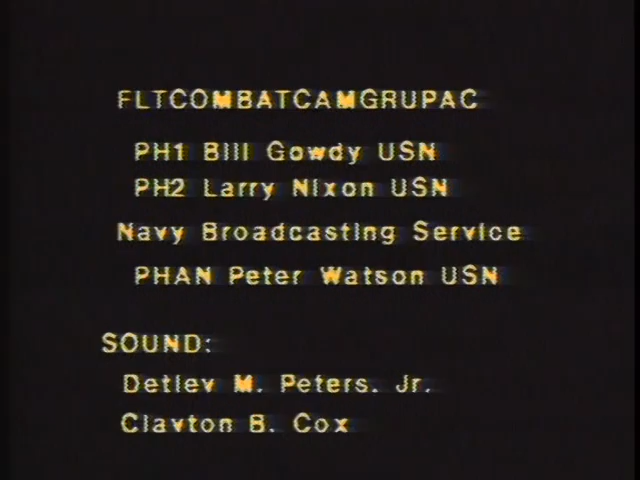 FLTCOMBATCAMGRUPAC
PH1 Bill Gowdy USN
PH2 Larry Nixon USN
Navy Broadcasting Service
PHAN Peter Watson USN
SOUND:
Detlev M. Peters. Jr.
Clayton B. Cox